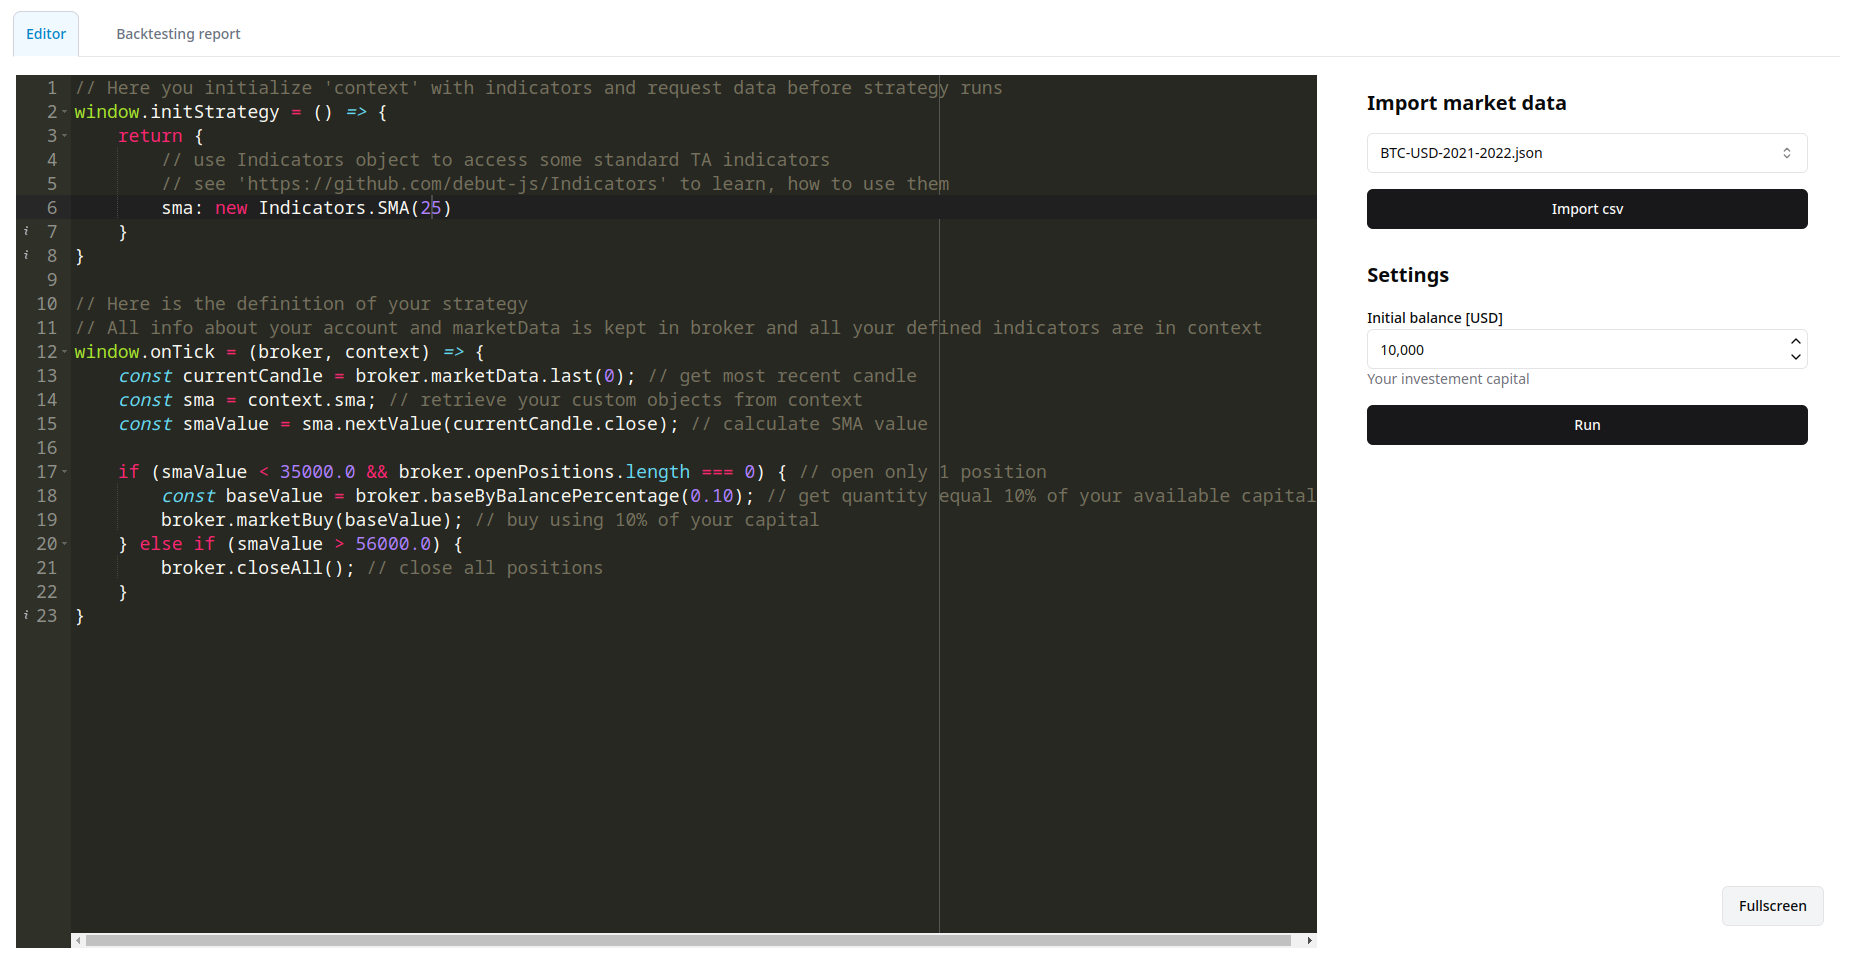 Editor
Backtesting report
1 // Here you initialize 'context' with indicators and request data before strategy runs
2 window.initStrategy = () => {
3 return {
4 // use Indicators object to access some standard TA indicators
5 // see 'https://github.com/debut-js/Indicators' to learn, how to use them
6 sma: new Indicators.SMA(25)
i 7 }
i 8 }
9
10 // Here is the definition of your strategy
11 // All info about your account and marketData is kept in broker and all your defined indicators are in context
12 window.onTick = (broker, context) => {
13 const currentCandle = broker.marketData.last(0); // get most recent candle
14 const sma = context.sma; // retrieve your custom objects from context
15 const smaValue = sma.nextValue(currentCandle.close); // calculate SMA value
16
17 if (smaValue < 35000.0 && broker.openPositions.length === 0) { // open only 1 position
18 const baseValue = broker.baseByBalancePercentage(0.10); // get quantity equal 10% of your available capital
19 broker.marketBuy(baseValue); // buy using 10% of your capital
20 } else if (smaValue > 56000.0) {
21 broker.closeAll(); // close all positions
22 }
i 23 }
Import market data
BTC-USD-2021-2022.json
Import csv
Settings
Initial balance [USD]
10,000
Your investement capital
Run
Fullscreen